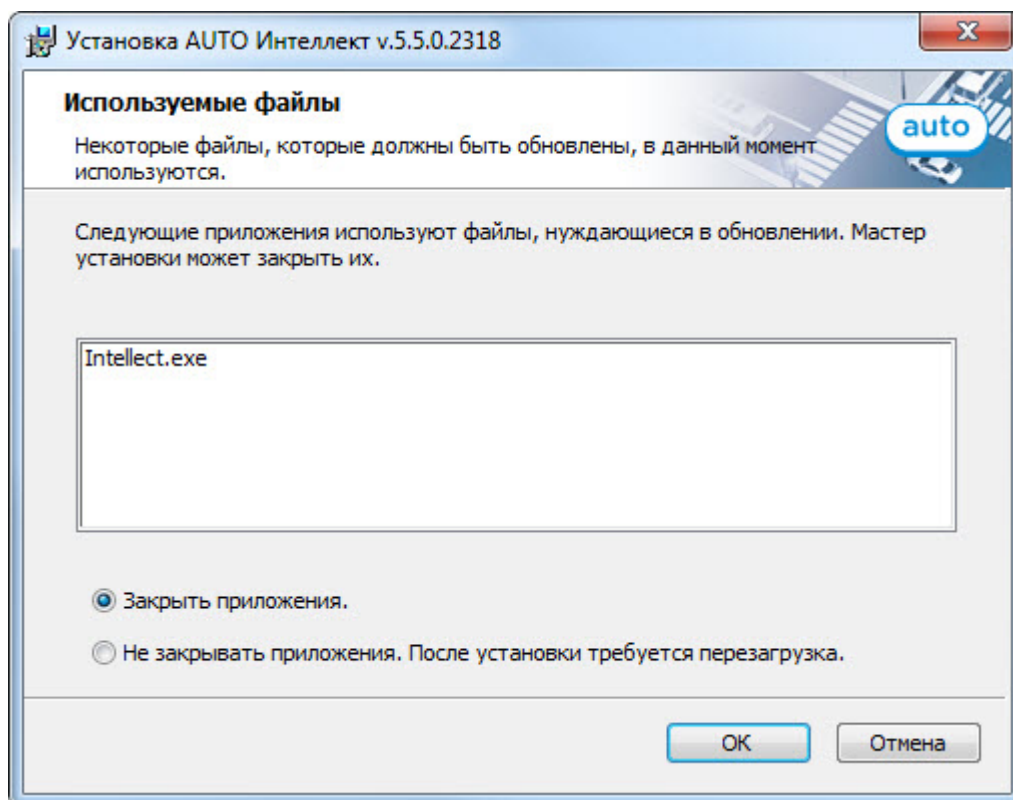 Установка AUTO Интеллект v.5.5.0.2318
x
Используемые файлы
Некоторые файлы, которые должны быть обновлены, в данный момент
используются.
auto
Следующие приложения используют файлы, нуждающиеся в обновлении. Мастер
установки может закрыть их.
Intellect.exe
Закрыть приложения.
Не закрывать приложения. После установки требуется перезагрузка.
ОК
Отмена